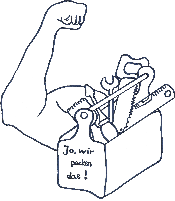 Jo, wir
packen
das!